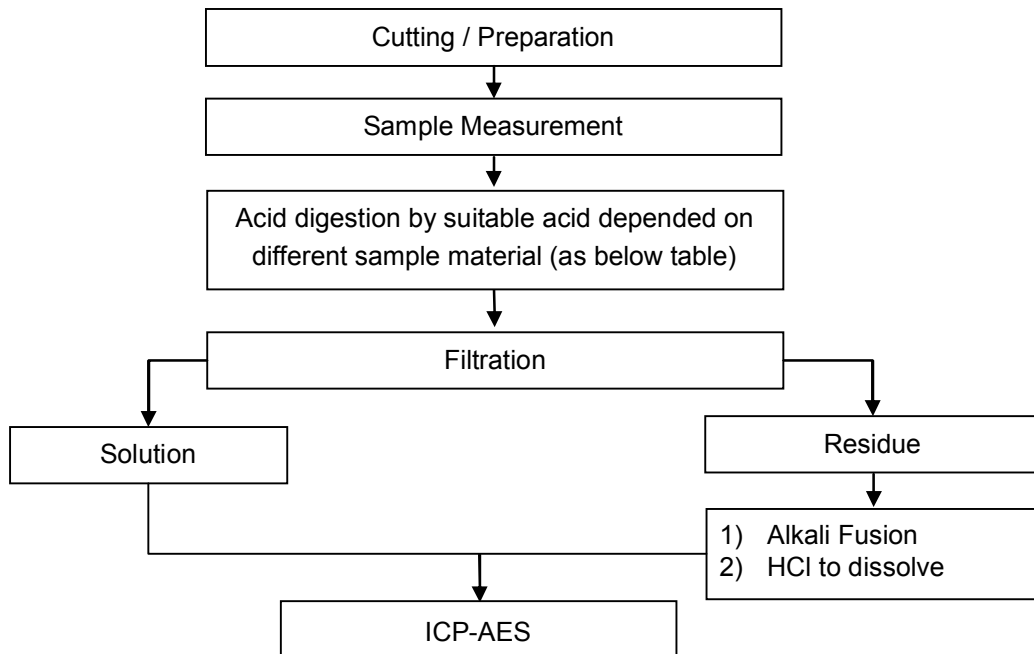 Cutting / Preparation
Sample Measurement
Acid digestion by suitable acid depended on
different sample material (as below table)
Filtration
Solution
Residue
1) Alkali Fusion
2) HCl to dissolve
ICP-AES